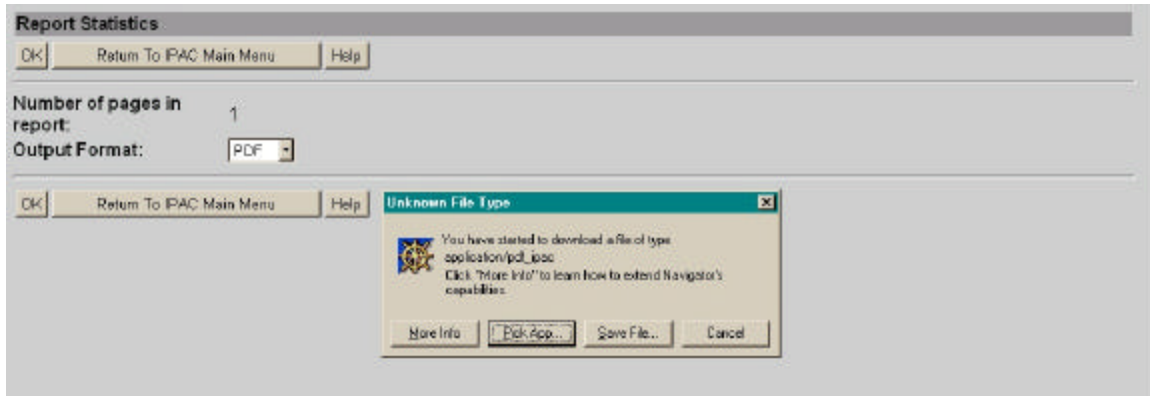 Report Statistics
OK Return To IPAC Main Menu Help
Number of pages in
report:
1
Output Format: PDF
OK Return To IPAC Main Menu Help
Unknown File Type
You have started to download a file of type
application/pdf_ipac
Click "More Info" to learn how to extend Navigator's
capabilities.
More Info Pick App... Save File... Cancel